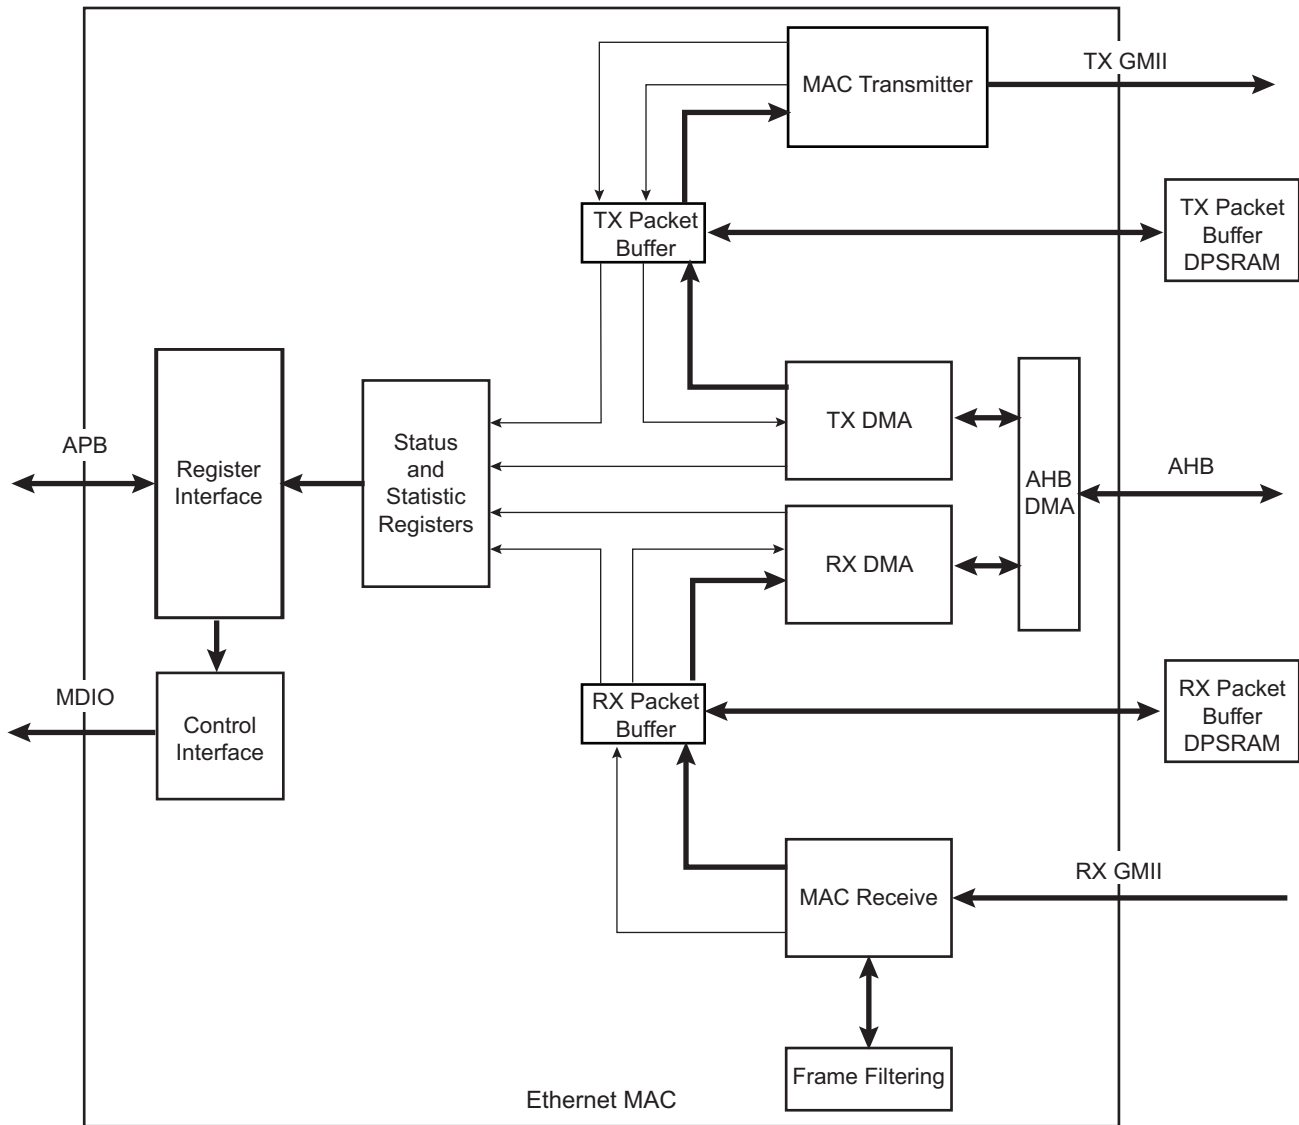 TX GMII
MAC Transmitter
TX Packet
Buffer
TX Packet
Buffer
DPSRAM
TX DMA
APB
Register
Interface
Status
and
Statistic
Registers
AHB
DMA
AHB
RX DMA
MDIO
Control
Interface
RX Packet
Buffer
RX Packet
Buffer
DPSRAM
RX GMII
MAC Receive
Frame Filtering
Ethernet MAC